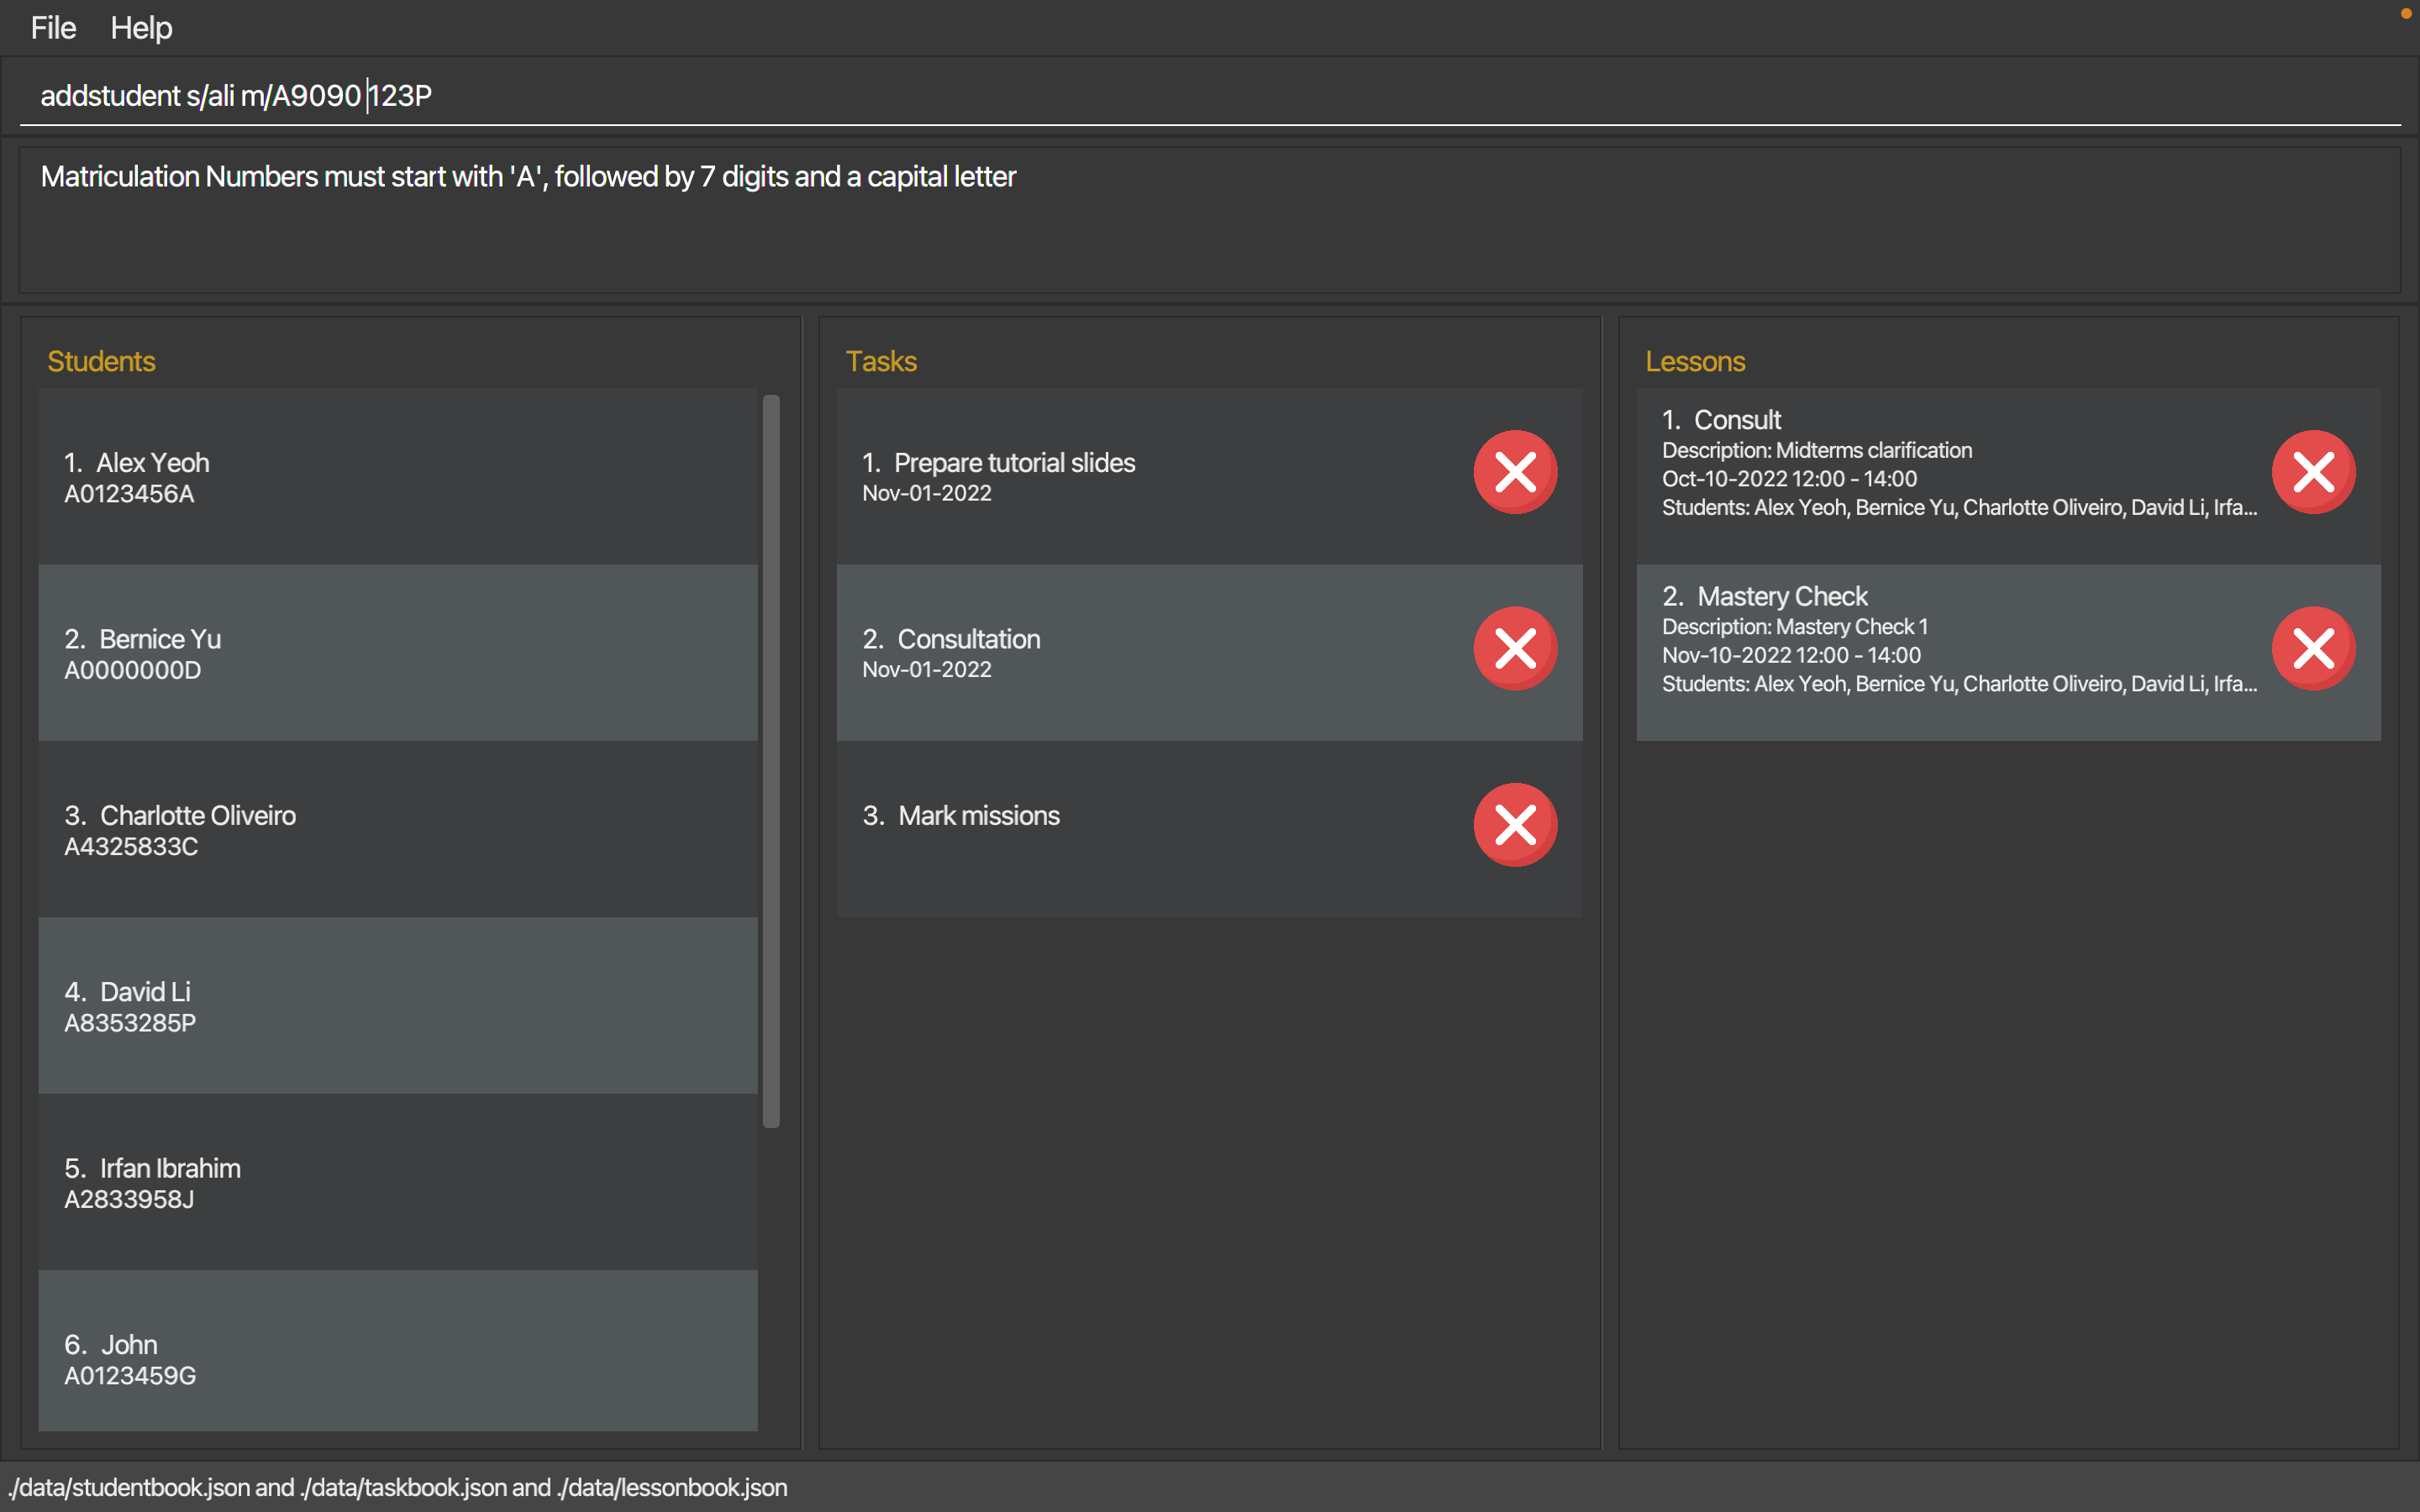 File Help
addstudent s/ali m/A9090 123P
Matriculation Numbers must start with 'A', followed by 7 digits and a capital letter
Students
1. Alex Yeoh
A0123456A
2. Bernice Yu
A0000000D
3. Charlotte Oliveiro
A4325833C
4. David Li
A8353285P
5. Irfan Ibrahim
A2833958J
6. John
A0123459G
Tasks
1. Prepare tutorial slides
Nov-01-2022
2. Consultation
Nov-01-2022
3. Mark missions
Lessons
1. Consult
Description: Midterms clarification
Oct-10-2022 12:00 - 14:00
Students: Alex Yeoh, Bernice Yu, Charlotte Oliveiro, David Li, Irfa...
2. Mastery Check
Description: Mastery Check 1
Nov-10-2022 12:00 - 14:00
Students: Alex Yeoh, Bernice Yu, Charlotte Oliveiro, David Li, Irfa...
./data/studentbook.json and ./data/taskbook.json and ./data/lessonbook.json